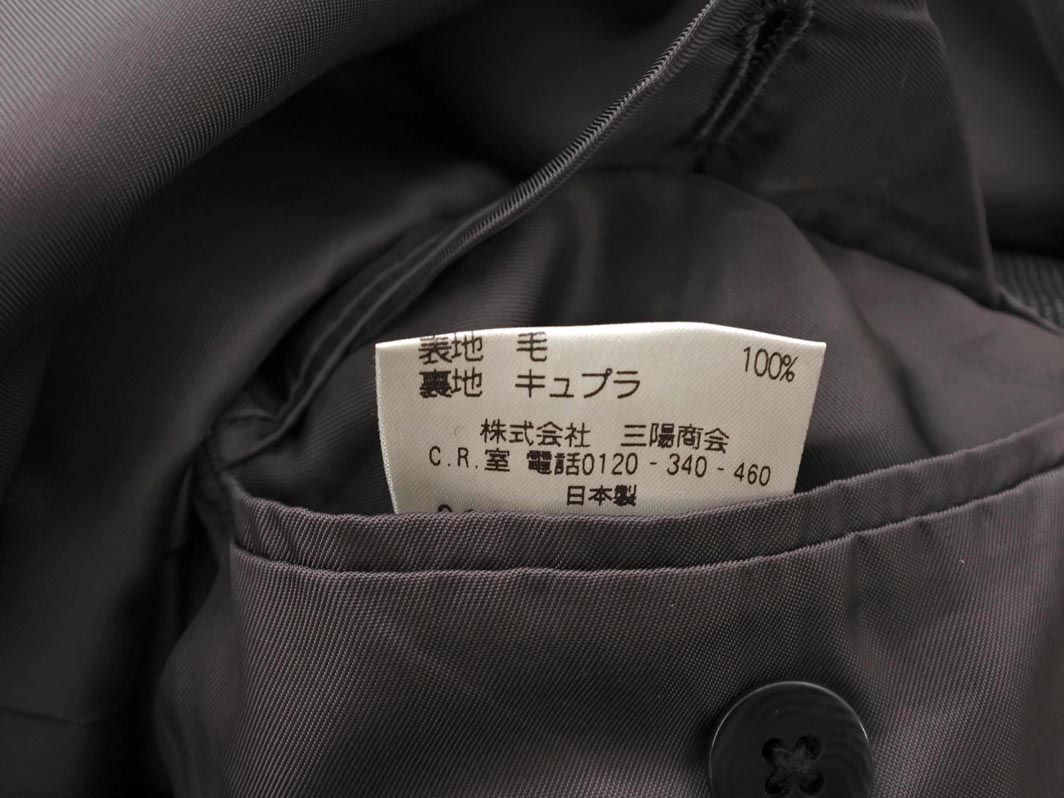 表地 毛 100%
裏地 キュプラ
株式会社 三陽商会
C.R.室 電話0120-340-460
日本製